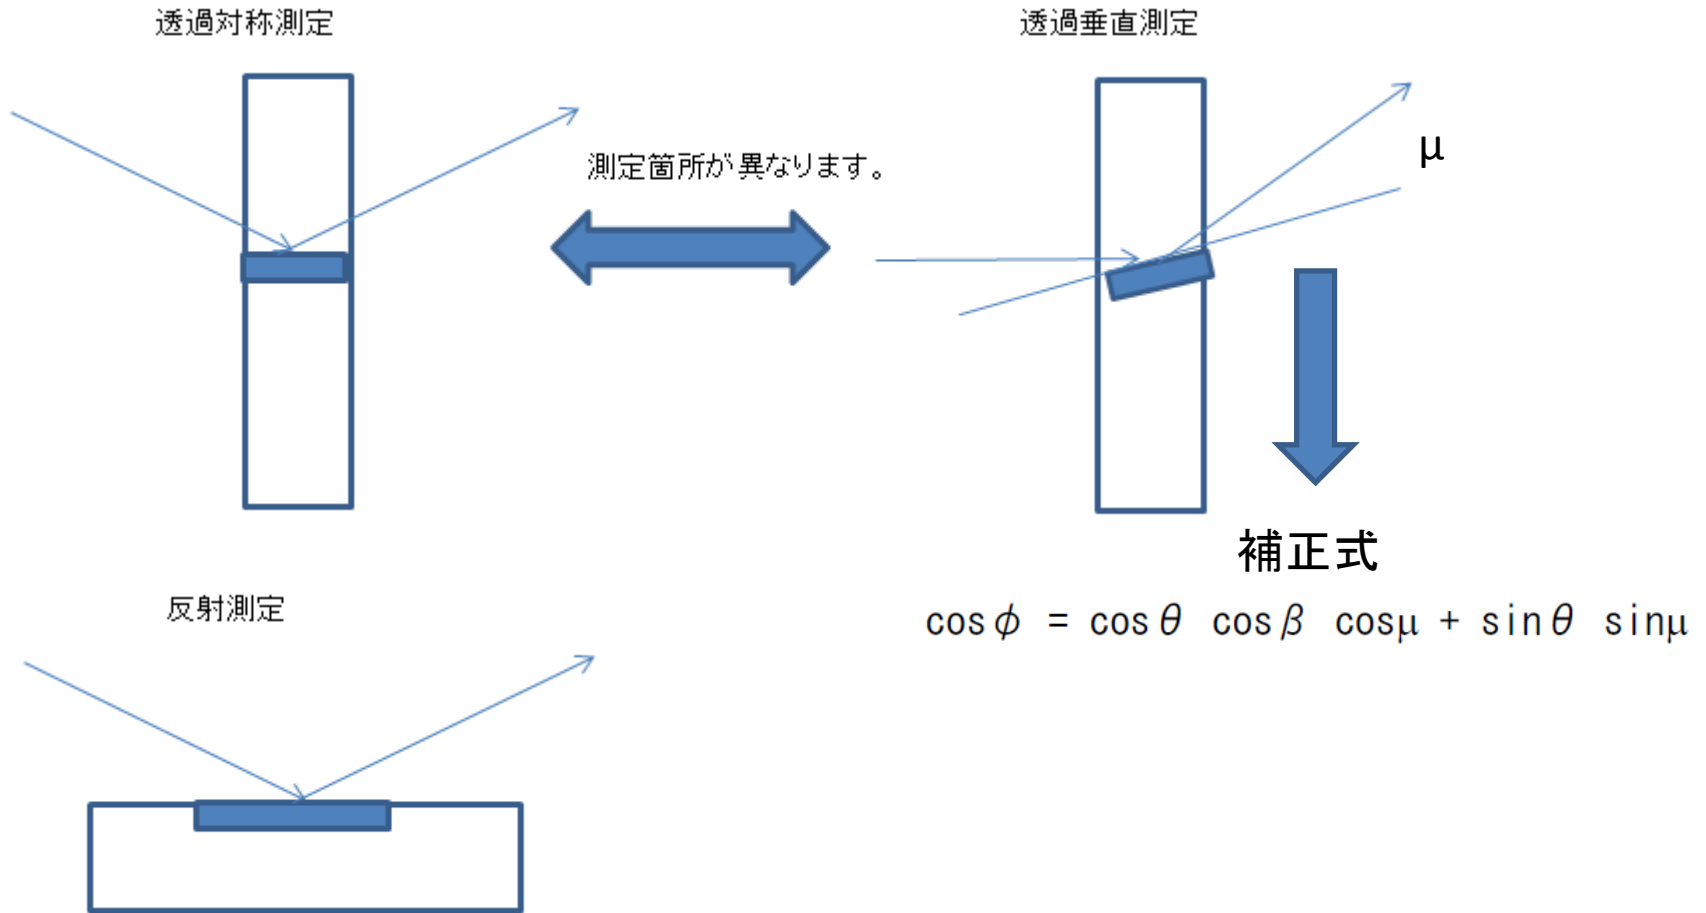 透過対称測定
透過垂直測定
μ
測定箇所が異なります。
補正式
cosφ = cosθ cosβ cosμ + sinθ sinμ
反射測定